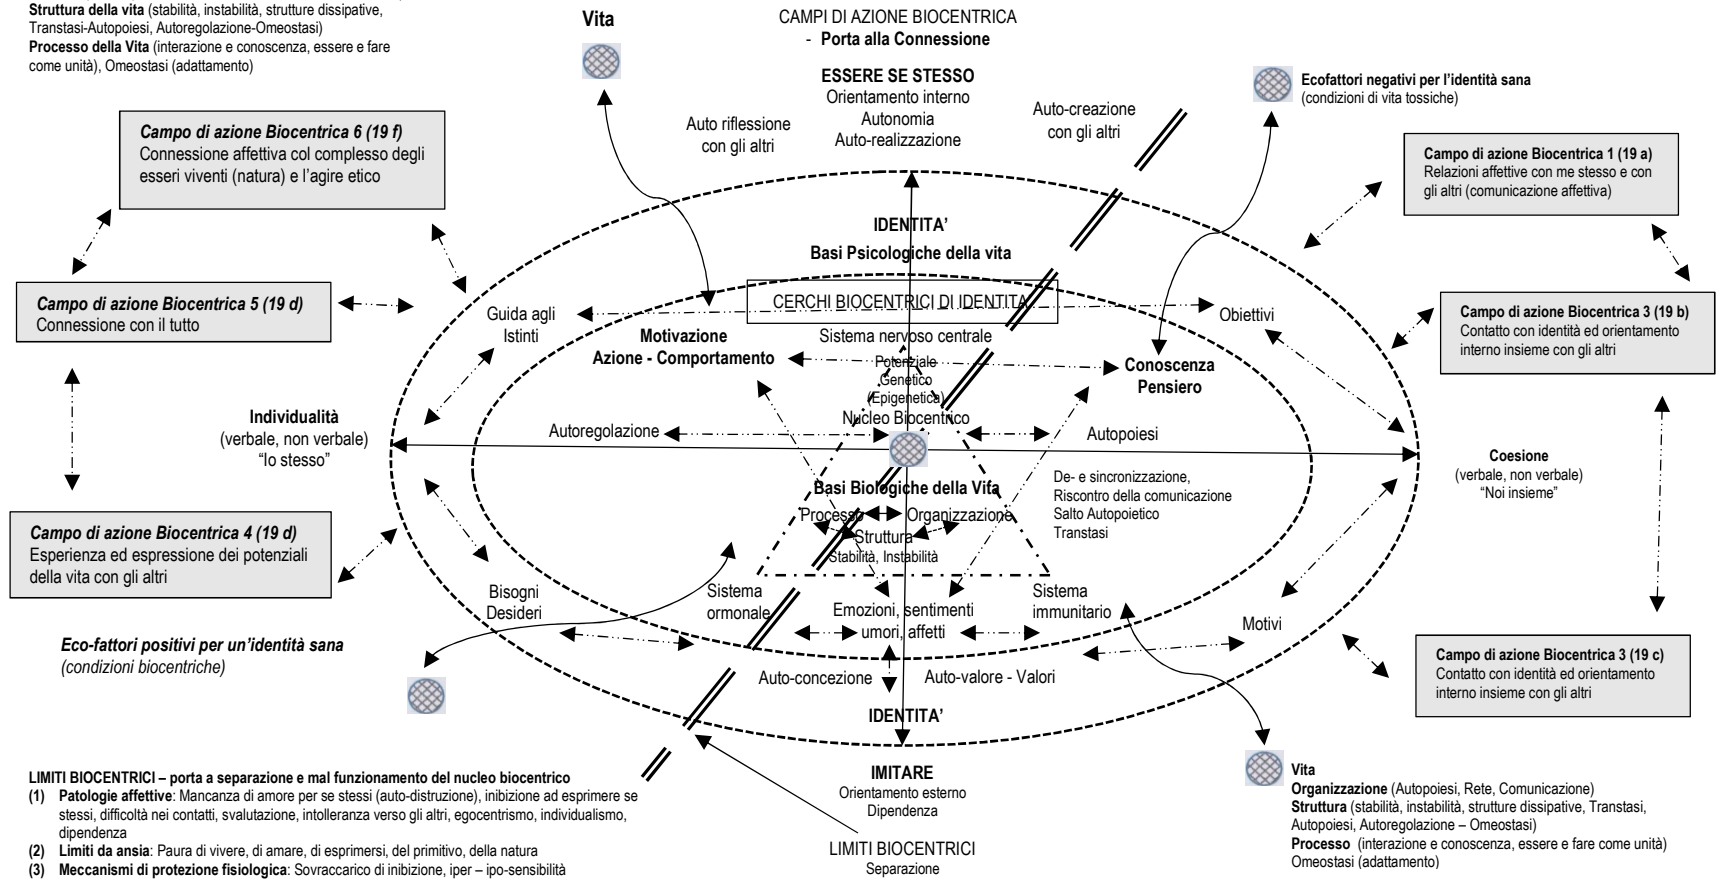 Struttura della vita (stabilità, instabilità, strutture dissipative,
Transtasi-Autopoiesi, Autoregolazione-Omeostasi)
Processo della Vita (interazione e conoscenza, essere e fare
come unità), Omeostasi (adattamento)
Vita
CAMPI DI AZIONE BIOCENTRICA
- Porta alla Connessione
ESSERE SE STESSO
Orientamento interno
Autonomia
Auto-realizzazione
Auto riflessione
con gli altri
Auto-creazione
con gli altri
Ecofattori negativi per l'identità sana
(condizioni di vita tossiche)
Campo di azione Biocentrica 6 (19 f)
Connessione affettiva col complesso degli
esseri viventi (natura) e l'agire etico
Campo di azione Biocentrica 1 (19 a)
Relazioni affettive con me stesso e con
gli altri (comunicazione affettiva)
IDENTITA'
Basi Psicologiche della vita
CERCHI BIOCENTRICI DI IDENTITA
Campo di azione Biocentrica 5 (19 d)
Connessione con il tutto
Guida agli
Istinti
Obiettivi
Campo di azione Biocentrica 3 (19 b)
Contatto con identità ed orientamento
interno insieme con gli altri
Motivazione
Azione - Comportamento
Sistema nervoso centrale
Potenziale
Genetico
(Epigenetica)
Nucleo Biocentrico
Conoscenza
Pensiero
Individualità
(verbale, non verbale)
"Io stesso"
Autoregolazione
Autopoiesi
Coesione
(verbale, non verbale)
"Noi insieme"
Basi Biologiche della Vita
Processo
Organizzazione
Struttura
Stabilità, Instabilità
De- e sincronizzazione,
Riscontro della comunicazione
Salto Autopoietico
Transtasi
Campo di azione Biocentrica 4 (19 d)
Esperienza ed espressione dei potenziali
della vita con gli altri
Bisogni
Desideri
Sistema
ormonale
Emozioni, sentimenti
umori, affetti
Sistema
immunitario
Motivi
Eco-fattori positivi per un'identità sana
(condizioni biocentriche)
Campo di azione Biocentrica 3 (19 c)
Contatto con identità ed orientamento
interno insieme con gli altri
Auto-concezione
Auto-valore - Valori
IDENTITA'
IMITARE
Orientamento esterno
Dipendenza
LIMITI BIOCENTRICI
Separazione
LIMITI BIOCENTRICI – porta a separazione e mal funzionamento del nucleo biocentrico
(1) Patologie affettive: Mancanza di amore per se stessi (auto-distruzione), inibizione ad esprimere se
stessi, difficoltà nei contatti, svalutazione, intolleranza verso gli altri, egocentrismo, individualismo,
dipendenza
(2) Limiti da ansia: Paura di vivere, di amare, di esprimersi, del primitivo, della natura
(3) Meccanismi di protezione fisiologica: Sovraccarico di inibizione, iper – ipo-sensibilità
Vita
Organizzazione (Autopoiesi, Rete, Comunicazione)
Struttura (stabilità, instabilità, strutture dissipative, Transtasi,
Autopoiesi, Autoregolazione – Omeostasi)
Processo (interazione e conoscenza, essere e fare come unità)
Omeostasi (adattamento)